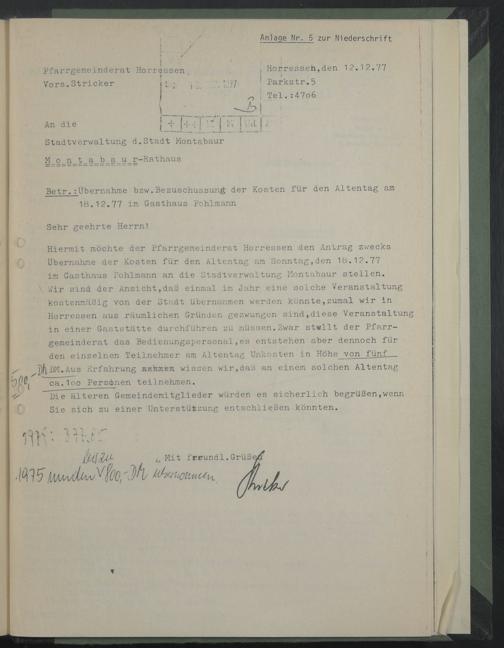 Anlage Nr. 5 zur Niederschrift
Pfarrgemeinderat Horressen
Vors.Stricker
Horressen,den 12.12.77
Parkstr.5
Tel.:47o6
An die
Stadtverwaltung d.Stadt Montabaur
M o n t a b a u r-Rathaus
Betr.:Übernahme bzw.Bezuschussung der Kosten für den Altentag am
18.12.77 im Gasthaus Pohlmann
Sehr geehrte Herrn!
Hiermit möchte der Pfarrgemeinderat Horressen den Antrag zwecks
Übernahme der Kosten für den Altentag am Sonntag,den 18.12.77
im Gasthaus Pohlmann an die Stadtverwaltung Montabaur stellen.
Wir sind der Ansicht,daß einmal im Jahr eine solche Veranstaltung
kostenmäßig von der Stadt übernommen werden könnte,zumal wir in
Horressen aus räumlichen Gründen gezwungen sind,diese Veranstaltung
in einer Gaststätte durchführen zu müssen.Zwar stellt der Pfarr-
gemeinderat das Bedienungspersonal,es entstehen aber dennoch für
den einzelnen Teilnehmer am Altentag Unkosten in Höhe von fünf
DM.Aus Erfahrung wissen wir,daß an einem solchen Altentag
ca.1oo Personen teilnehmen.
Die älteren Gemeindemitglieder würden es sicherlich begrüßen,wenn
Sie sich zu einer Unterstützung entschließen könnten.
Mit freundl.Grüßen
1975 wurden 800,-DM übernommen